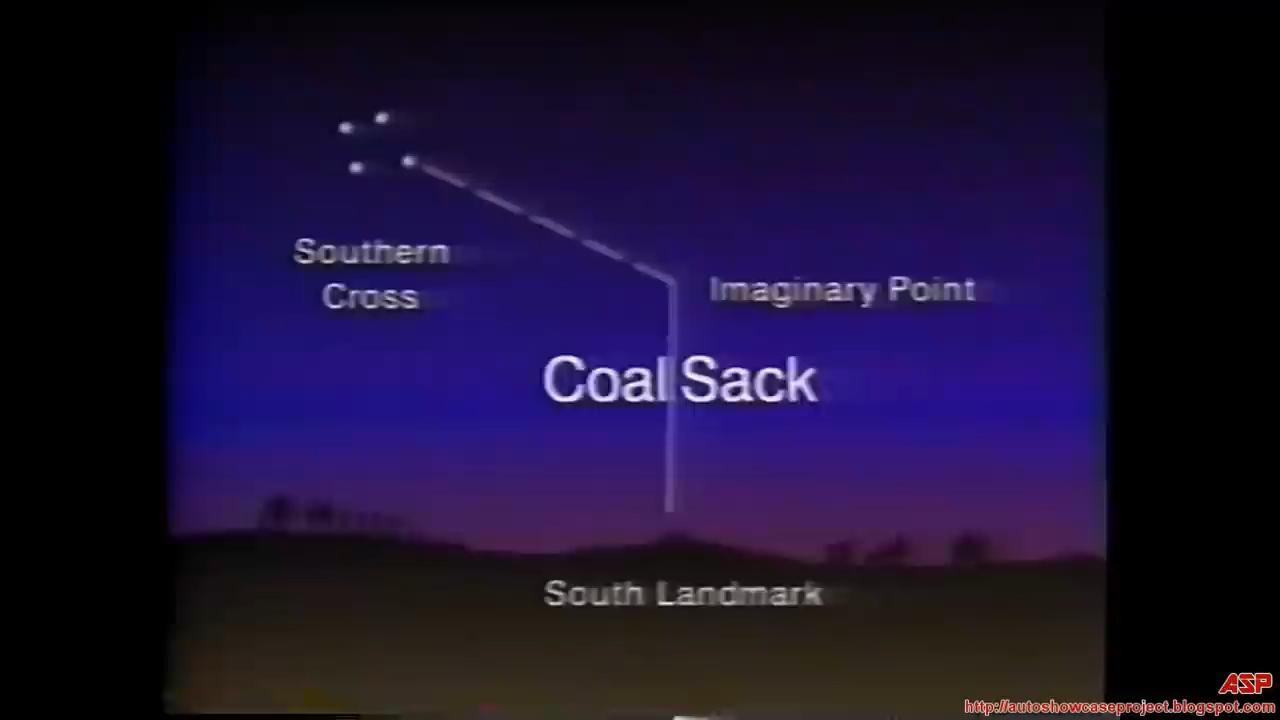 Southern
Cross
Imaginary Point
Coal Sack
South Landmark
ASP
http://autoshowcaseproject.blogspot.com